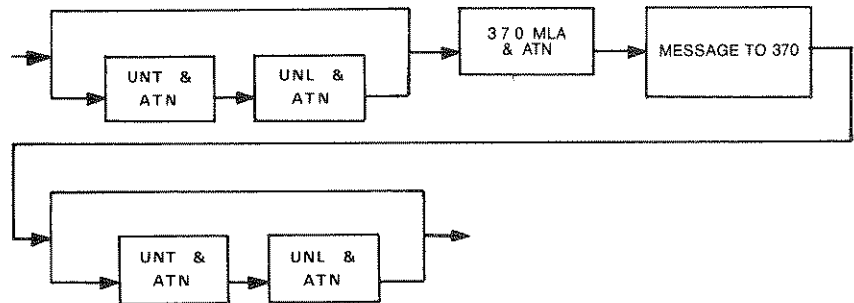 370 MLA
& ATN
MESSAGE TO 370
UNT &
ATN
UNL &
ATN
UNT &
ATN
UNL &
ATN